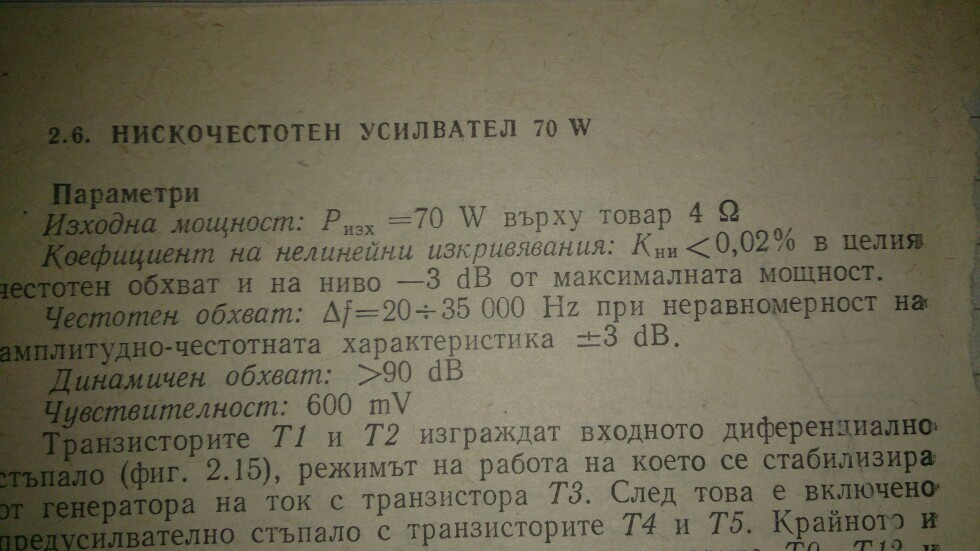 2.6. НИСКОЧЕСТОТЕН УСИЛВАТЕЛ 70 W
Параметри
Изходна мощност: Pизх =70 W върху товар 4 Ω
Коефициент на нелинейни изкривявания: Kни <0,02% в целия
честотен обхват и на ниво —3 dB от максималната мощност.
Честотен обхват: Δf=20÷35 000 Hz при неравномерност на
амплитудно-честотната характеристика ±3 dB.
Динамичен обхват: >90 dB
Чувствителност: 600 mV
Транзисторите T1 и T2 изграждат входното диференциално
стъпало (фиг. 2.15), режимът на работа на което се стабилизира
от генератора на ток с транзистора T3. След това е включено
предусилвателно стъпало с транзисторите T4 и T5. Крайното и